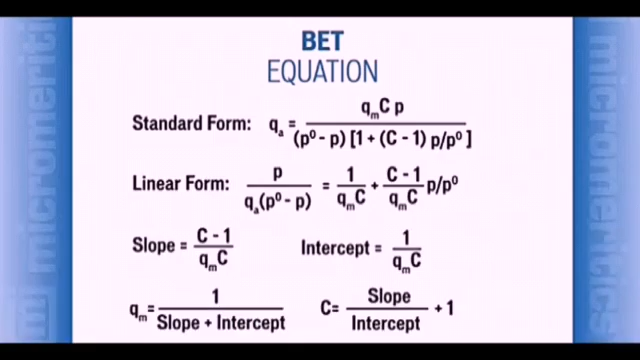 BET
EQUATION
Standard Form: qₐ = qₘC p / (p⁰ - p) [1 + (C - 1) p/p⁰ ]
Linear Form: p / qₐ(p⁰ - p) = 1 / qₘC + C - 1 / qₘC p/p⁰
Slope = C - 1 / qₘC Intercept = 1 / qₘC
qₘ = 1 / Slope + Intercept C= Slope / Intercept + 1
micromeritics
micromeritics